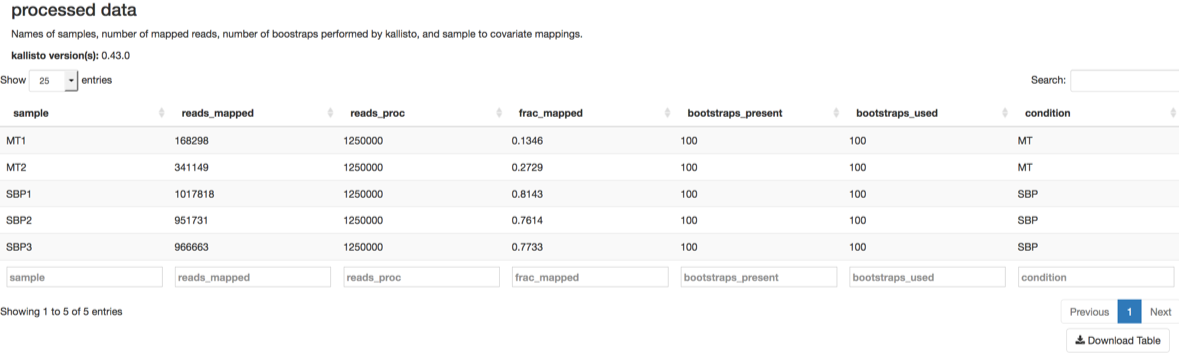 processed data
Names of samples, number of mapped reads, number of boostraps performed by kallisto, and sample to covariate mappings.
kallisto version(s): 0.43.0
Show 25 entries Search:
sample reads_mapped reads_proc frac_mapped bootstraps_present bootstraps_used condition
MT1 168298 1250000 0.1346 100 100 MT
MT2 341149 1250000 0.2729 100 100 MT
SBP1 1017818 1250000 0.8143 100 100 SBP
SBP2 951731 1250000 0.7614 100 100 SBP
SBP3 966663 1250000 0.7733 100 100 SBP
sample reads_mapped reads_proc frac_mapped bootstraps_present bootstraps_used condition
Showing 1 to 5 of 5 entries Previous 1 Next
Download Table